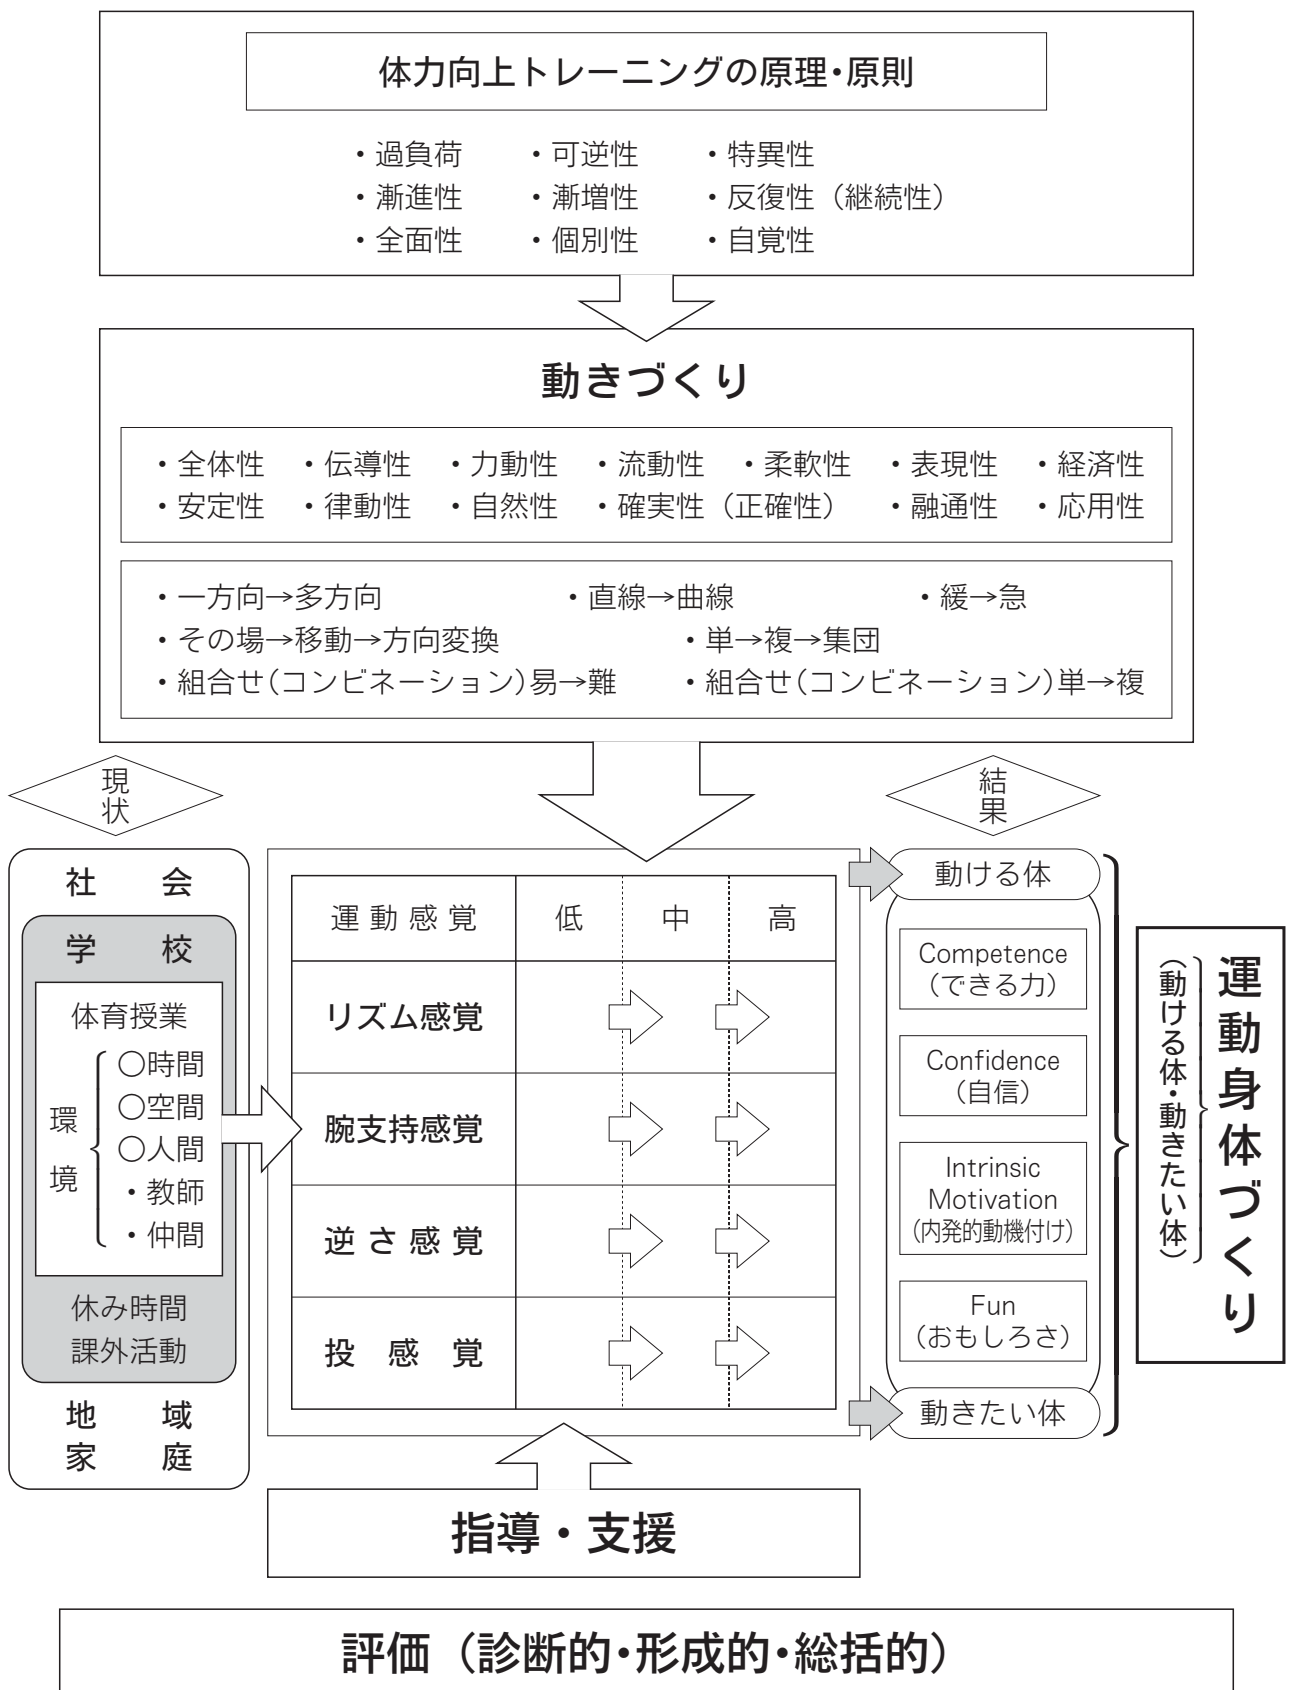 体力向上トレーニングの原理・原則
・過負荷 ・可逆性 ・特異性
・漸進性 ・漸増性 ・反復性（継続性）
・全面性 ・個別性 ・自覚性
動きづくり
・全体性 ・伝導性 ・力動性 ・流動性 ・柔軟性 ・表現性 ・経済性
・安定性 ・律動性 ・自然性 ・確実性（正確性） ・融通性 ・応用性
・一方向→多方向 ・直線→曲線 ・緩→急
・その場→移動→方向変換 ・単→複→集団
・組合せ(コンビネーション)易→難 ・組合せ(コンビネーション)単→複
現状
社会
学校
体育授業
環境
○時間
○空間
○人間
・教師
・仲間
休み時間
課外活動
地域
家庭
運動感覚 低 中 高
リズム感覚
腕支持感覚
逆さ感覚
投感覚
指導・支援
結果
動ける体
Competence
（できる力）
Confidence
（自信）
Intrinsic
Motivation
（内発的動機付け）
Fun
（おもしろさ）
動きたい体
運動身体づくり
（動ける体・動きたい体）
評価（診断的・形成的・総括的）